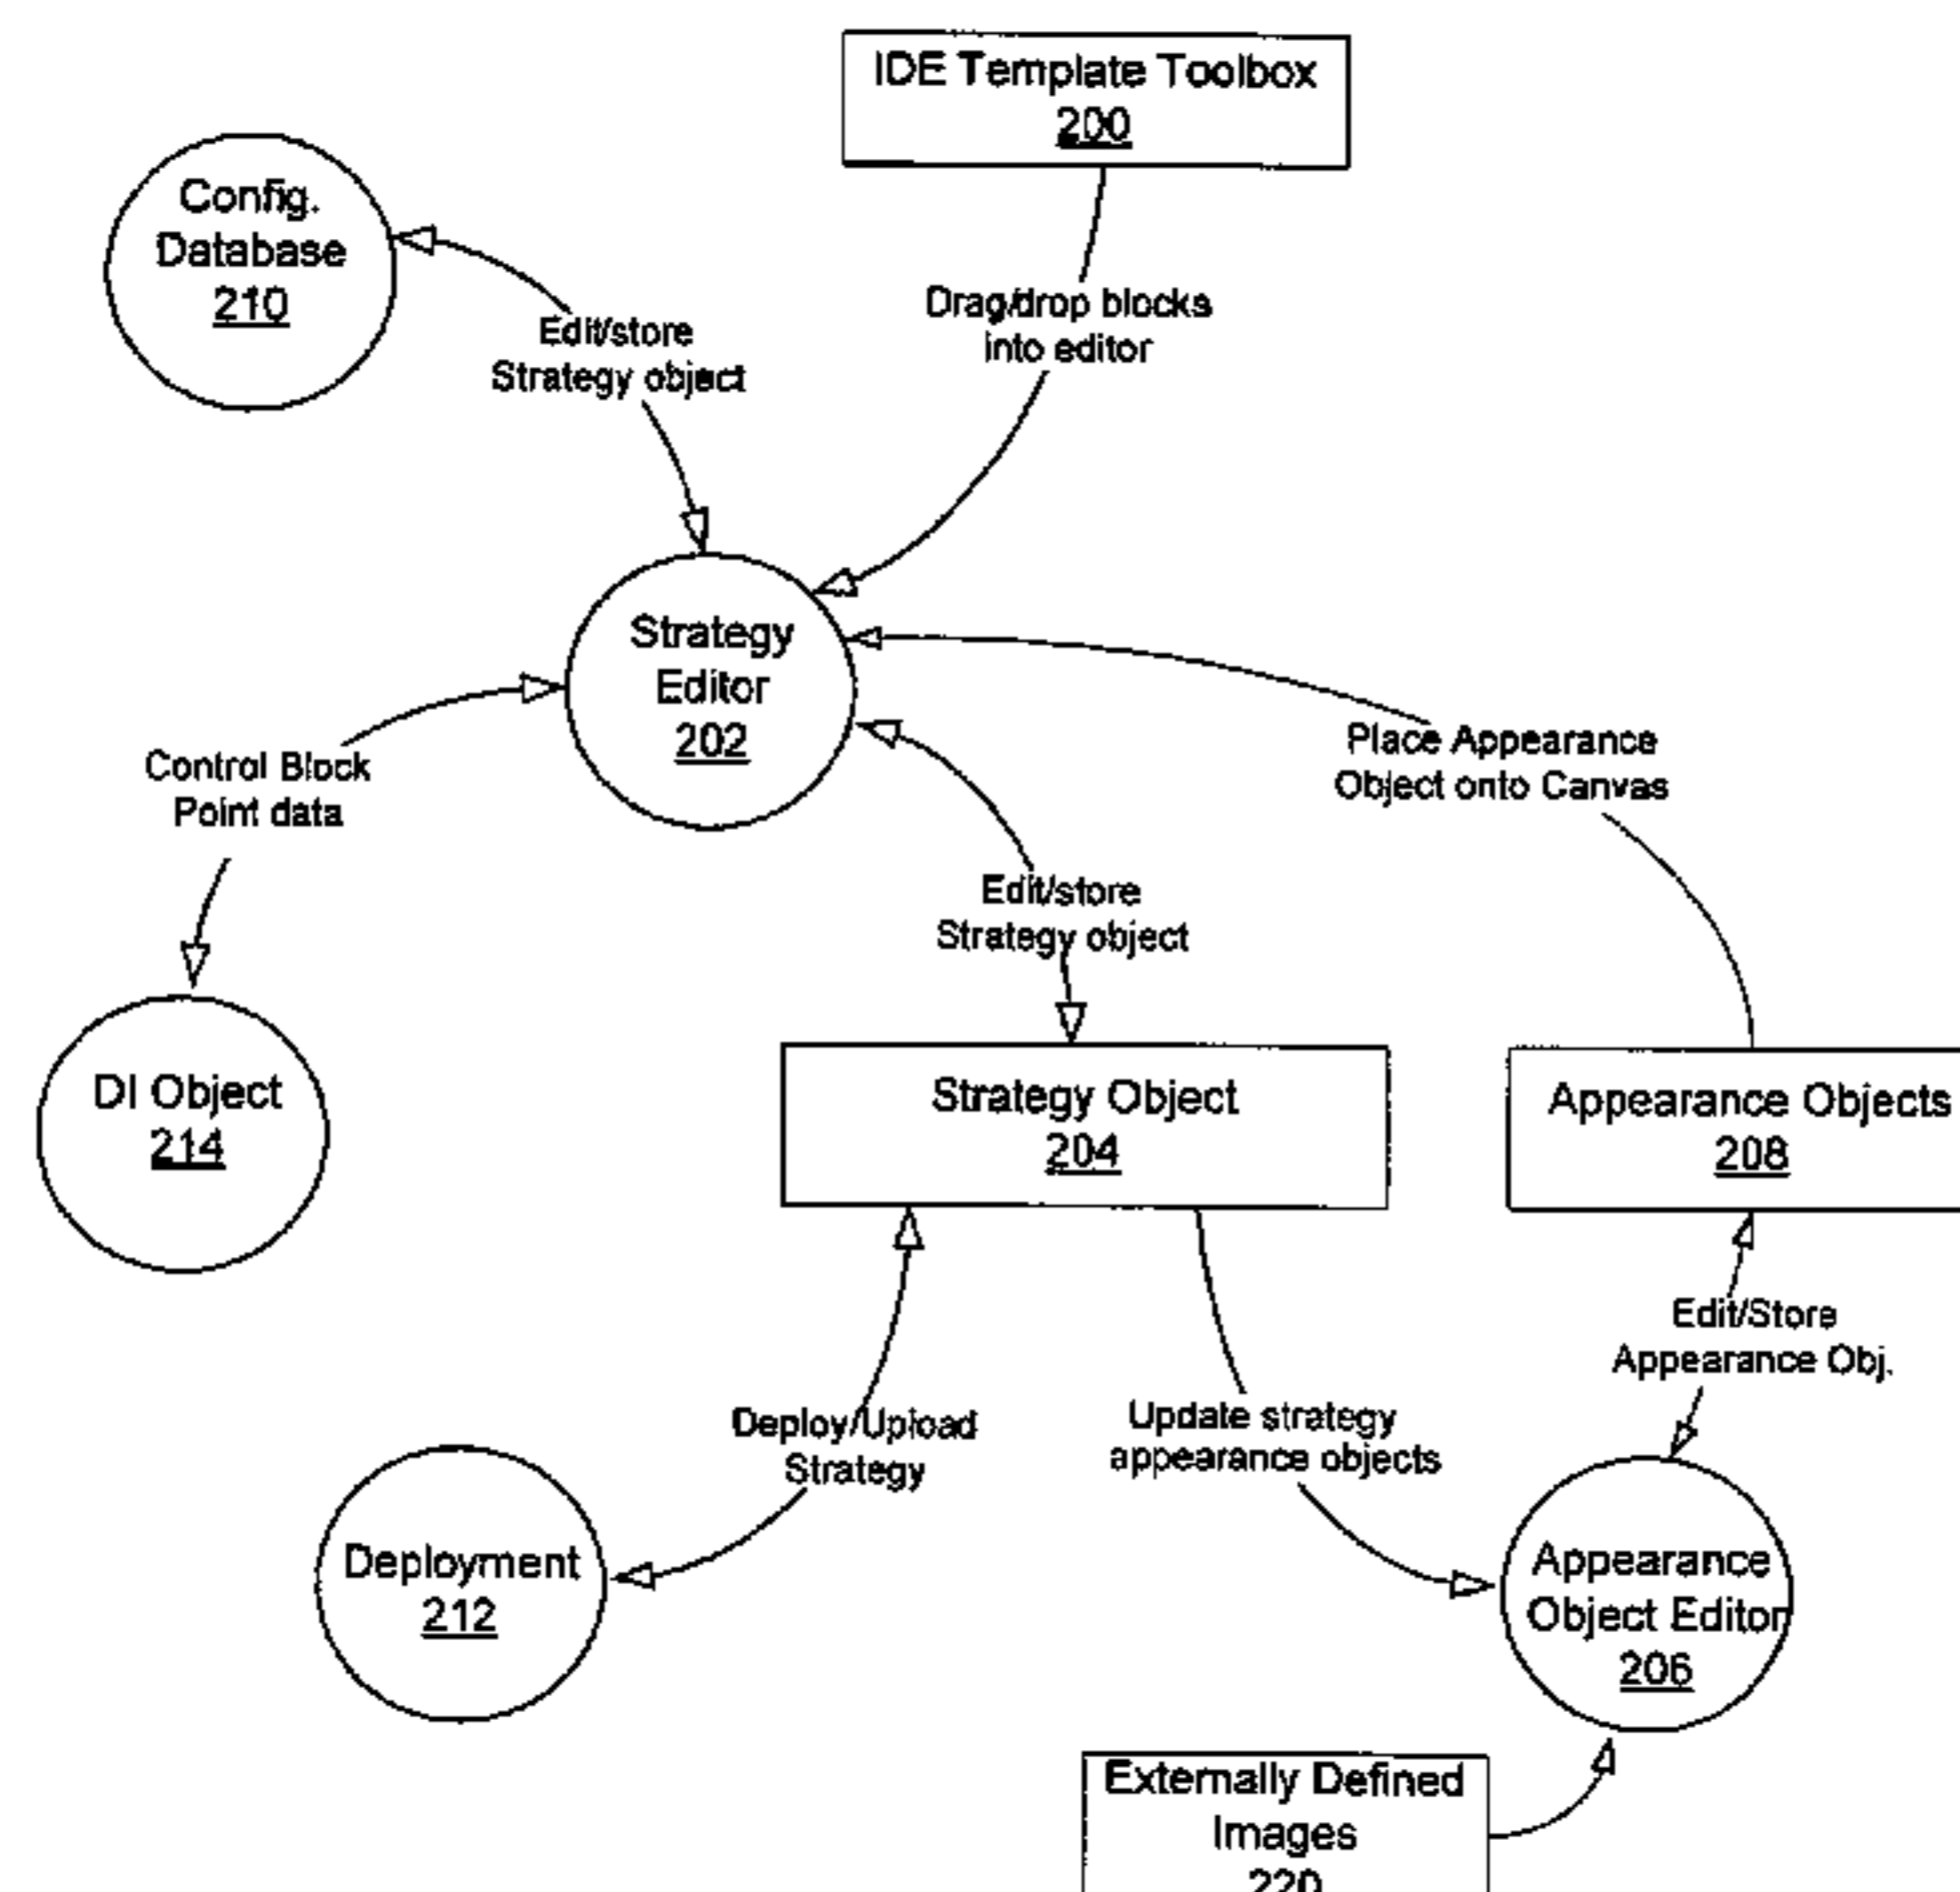 IDE Template Toolbox
200
Config.
Database
210
Drag/drop blocks
into editor
Edit/store
Strategy object
Strategy
Editor
202
Place Appearance
Object onto Canvas
Control Block
Point data
Edit/store
Strategy object
DI Object
214
Strategy Object
204
Appearance Objects
208
Edit/Store
Appearance Obj.
Deploy/Upload
Strategy
Update strategy
appearance objects
Deployment
212
Appearance
Object Editor
206
Externally Defined
Images
220